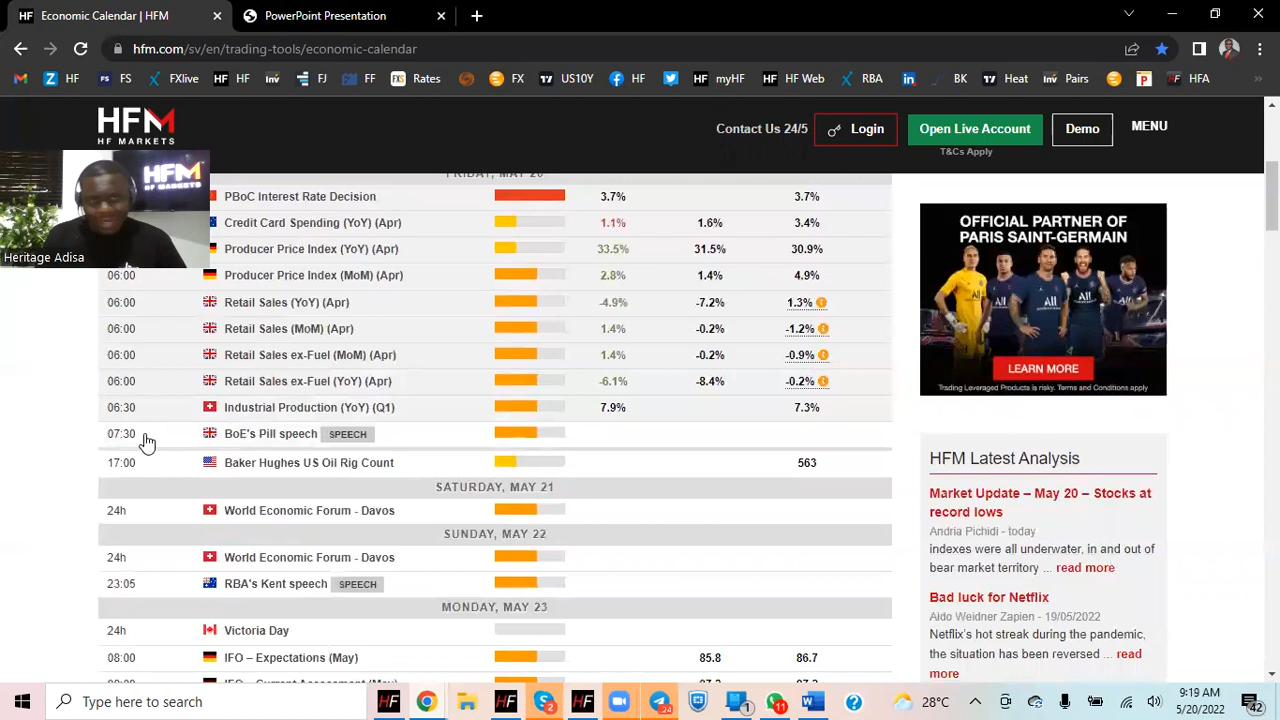 Economic Calendar | HFM
PowerPoint Presentation
hfm.com/sv/en/trading-tools/economic-calendar
HF FS FXlive HF Inv FJ FF Rates FX US10Y HF myHF HF Web RBA BK Heat Pairs HFA
HFM
HF MARKETS
Contact Us 24/5 Login Open Live Account Demo MENU
T&Cs Apply
HFM
HF MARKETS
Heritage Adisa
FRIDAY, MAY 20
PBoC Interest Rate Decision 3.7% 3.7%
Credit Card Spending (YoY) (Apr) 1.1% 1.6% 3.4%
Producer Price Index (YoY) (Apr) 33.5% 31.5% 30.9%
06:00 Producer Price Index (MoM) (Apr) 2.8% 1.4% 4.9%
06:00 Retail Sales (YoY) (Apr) -4.9% -7.2% 1.3%
06:00 Retail Sales (MoM) (Apr) 1.4% -0.2% -1.2%
06:00 Retail Sales ex-Fuel (MoM) (Apr) 1.4% -0.2% -0.9%
06:00 Retail Sales ex-Fuel (YoY) (Apr) -6.1% -8.4% -0.2%
06:30 Industrial Production (YoY) (Q1) 7.9% 7.3%
07:30 BoE's Pill speech SPEECH
17:00 Baker Hughes US Oil Rig Count 563
SATURDAY, MAY 21
24h World Economic Forum - Davos
SUNDAY, MAY 22
24h World Economic Forum - Davos
23:05 RBA's Kent speech SPEECH
MONDAY, MAY 23
24h Victoria Day
08:00 IFO – Expectations (May) 85.8 86.7
OFFICIAL PARTNER OF
PARIS SAINT-GERMAIN
LEARN MORE
Trading Leveraged Products is risky. Terms and Conditions apply
HFM Latest Analysis
Market Update – May 20 – Stocks at
record lows
Andria Pichidi - today
indexes were all underwater, in and out of
bear market territory ... read more
Bad luck for Netflix
Aldo Weidner Zapien - 19/05/2022
Netflix's hot streak during the pandemic,
the situation has been reversed ... read
more
Type here to search
28°C
9:19 AM
5/20/2022
42